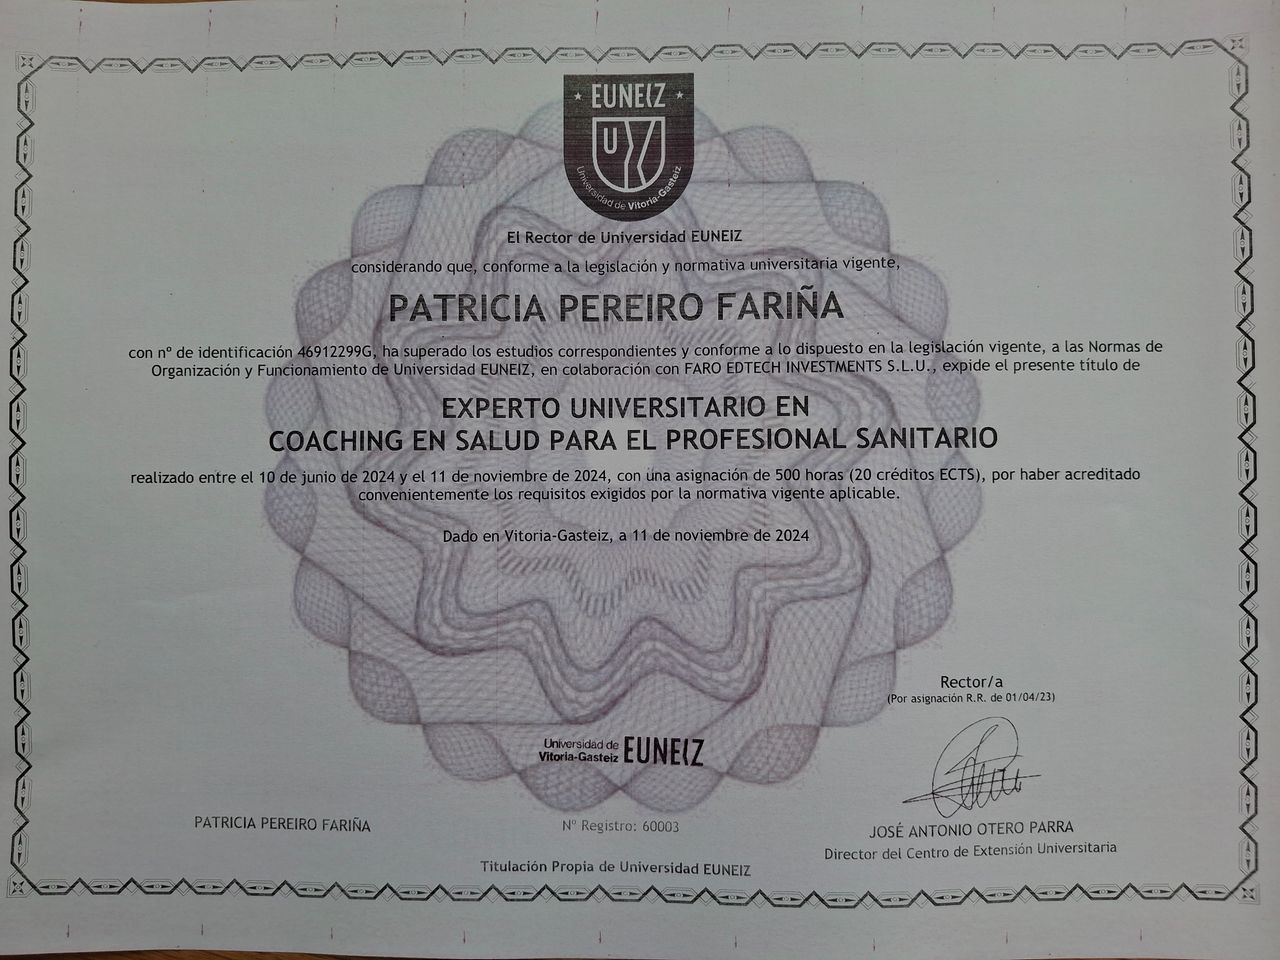 EUNEIZ
U
Universidad de Vitoria-Gasteiz
El Rector de Universidad EUNEIZ
considerando que, conforme a la legislación y normativa universitaria vigente,
PATRICIA PEREIRO FARIÑA
con nº de identificación 46912299G, ha superado los estudios correspondientes y conforme a lo dispuesto en la legislación vigente, a las Normas de
Organización y Funcionamiento de Universidad EUNEIZ, en colaboración con FARO EDTECH INVESTMENTS S.L.U., expide el presente título de
EXPERTO UNIVERSITARIO EN
COACHING EN SALUD PARA EL PROFESIONAL SANITARIO
realizado entre el 10 de junio de 2024 y el 11 de noviembre de 2024, con una asignación de 500 horas (20 créditos ECTS), por haber acreditado
convenientemente los requisitos exigidos por la normativa vigente aplicable.
Dado en Vitoria-Gasteiz, a 11 de noviembre de 2024
Rector/a
(Por asignación R.R. de 01/04/23)
Universidad de
Vitoria-Gasteiz EUNEIZ
PATRICIA PEREIRO FARIÑA
Nº Registro: 60003
JOSÉ ANTONIO OTERO PARRA
Director del Centro de Extensión Universitaria
Titulación Propia de Universidad EUNEIZ